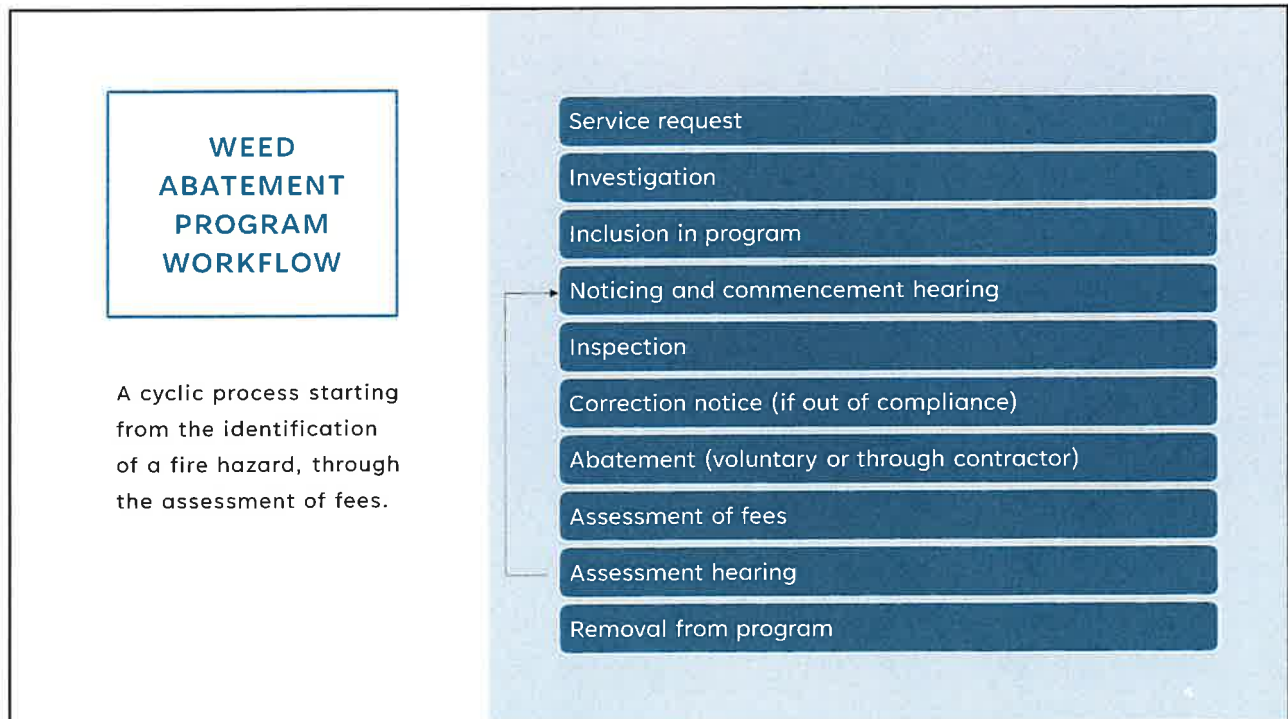 WEED
ABATEMENT
PROGRAM
WORKFLOW
A cyclic process starting
from the identification
of a fire hazard, through
the assessment of fees.
Service request
Investigation
Inclusion in program
Noticing and commencement hearing
Inspection
Correction notice (if out of compliance)
Abatement (voluntary or through contractor)
Assessment of fees
Assessment hearing
Removal from program